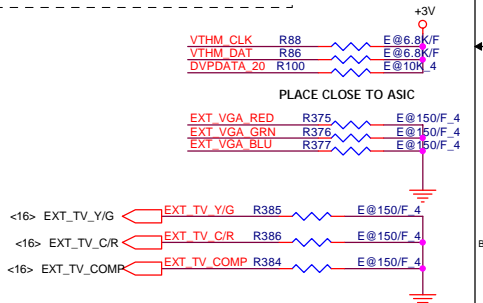 +3V
VTHM_CLK R88 E@6.8K/F
VTHM_DAT R86 E@6.8K/F
DVPDATA_20 R100 E@10K_4
PLACE CLOSE TO ASIC
EXT_VGA_RED R375 E@150/F_4
EXT_VGA_GRN R376 E@150/F_4
EXT_VGA_BLU R377 E@150/F_4
<16> EXT_TV_Y/G EXT_TV_Y/G R385 E@150/F_4
<16> EXT_TV_C/R EXT_TV_C/R R386 E@150/F_4
B
<16> EXT_TV_COMP EXT_TV_COMP R384 E@150/F_4